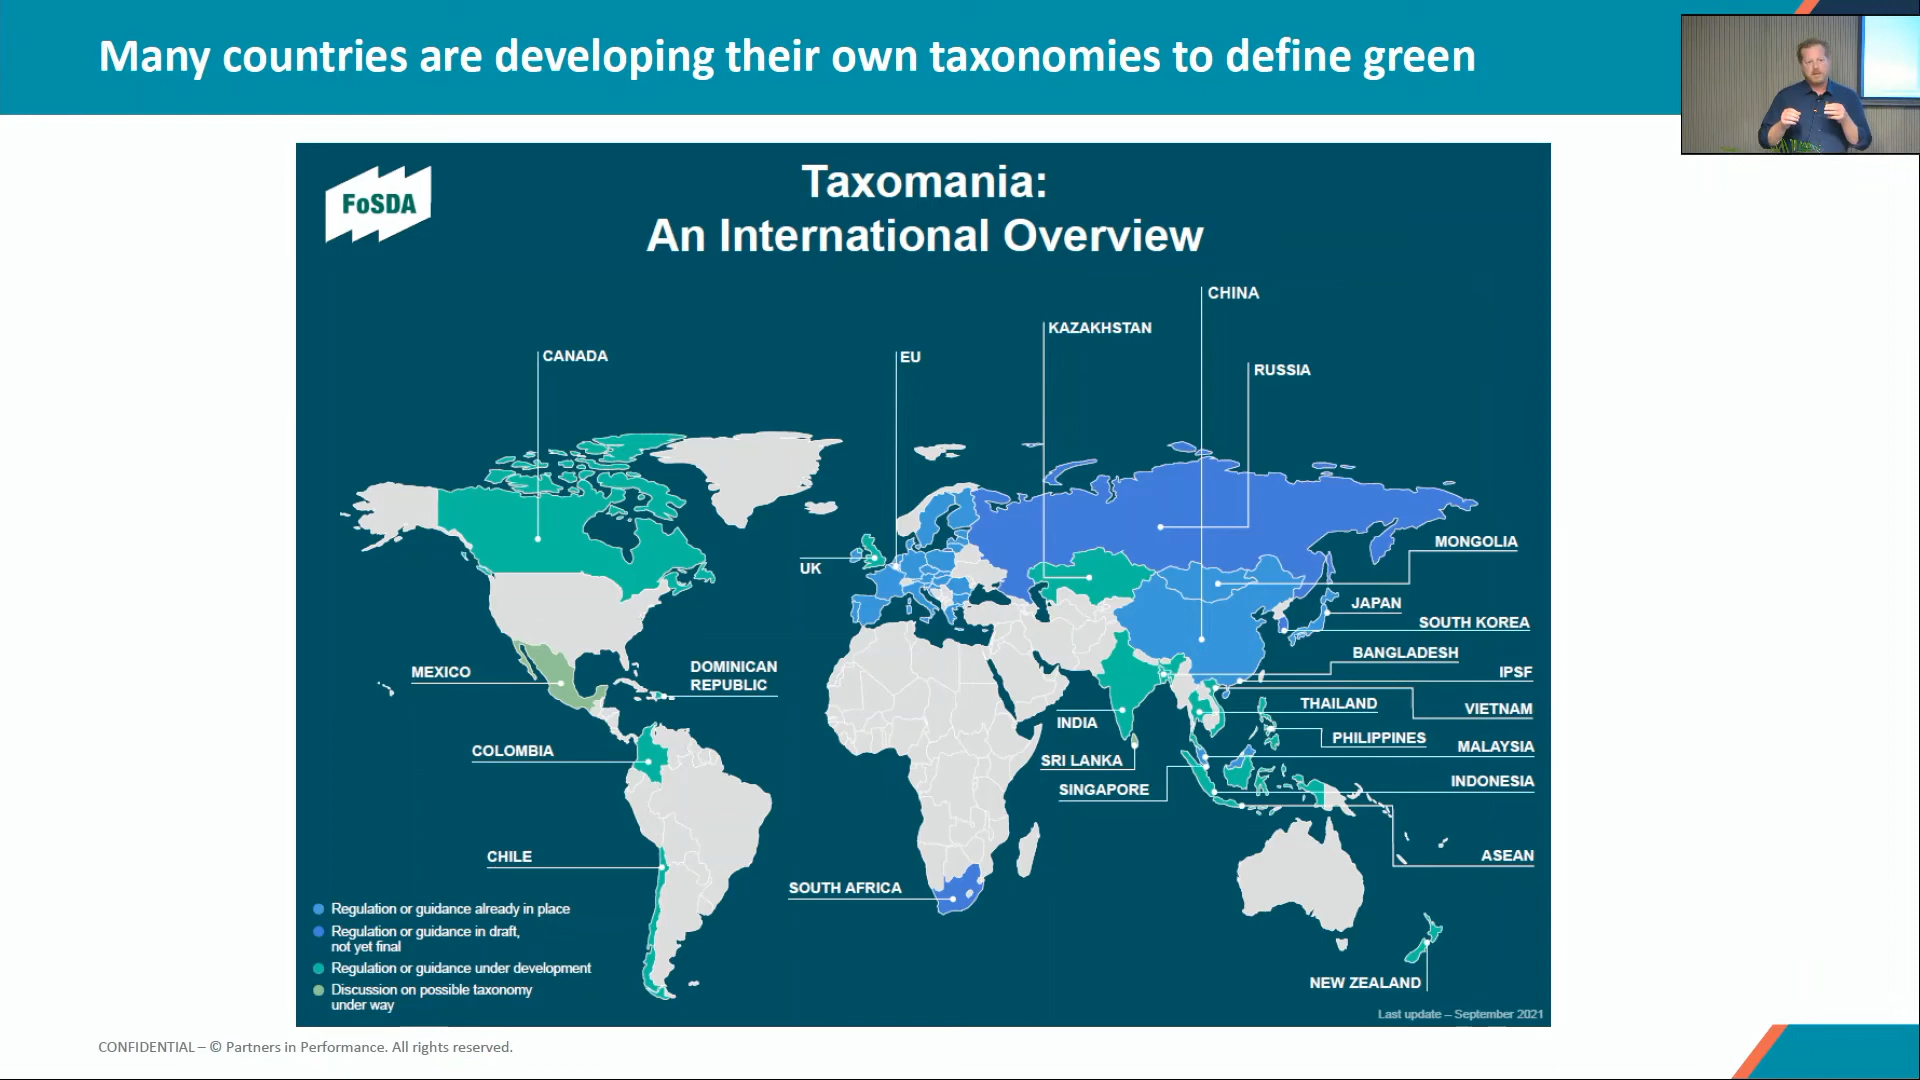 Many countries are developing their own taxonomies to define green
FoSDA
Taxomania:
An International Overview
CHINA
KAZAKHSTAN
CANADA
EU
RUSSIA
MONGOLIA
UK
JAPAN
SOUTH KOREA
BANGLADESH
MEXICO
DOMINICAN
REPUBLIC
IPSF
THAILAND
VIETNAM
INDIA
PHILIPPINES
MALAYSIA
COLOMBIA
SRI LANKA
INDONESIA
SINGAPORE
CHILE
ASEAN
SOUTH AFRICA
NEW ZEALAND
Regulation or guidance already in place
Regulation or guidance in draft,
not yet final
Regulation or guidance under development
Discussion on possible taxonomy
under way
Last update – September 2021
CONFIDENTIAL – © Partners in Performance. All rights reserved.